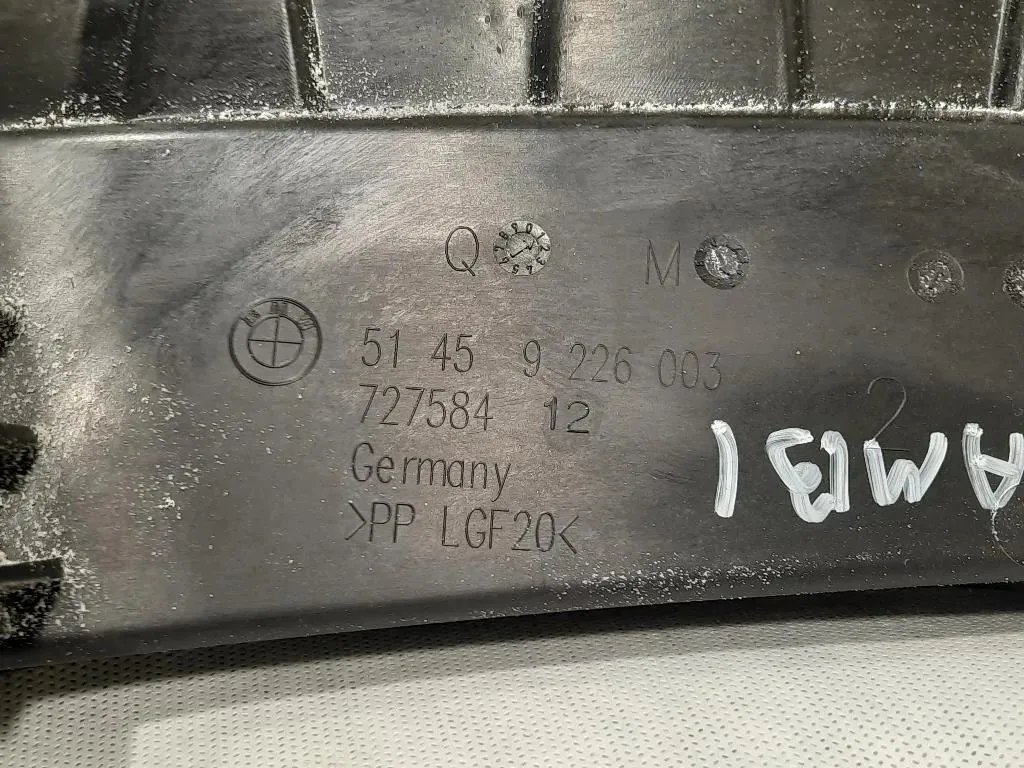 Q M
51 45 9 226 003
727584 12
Germany
>PP LGF20<